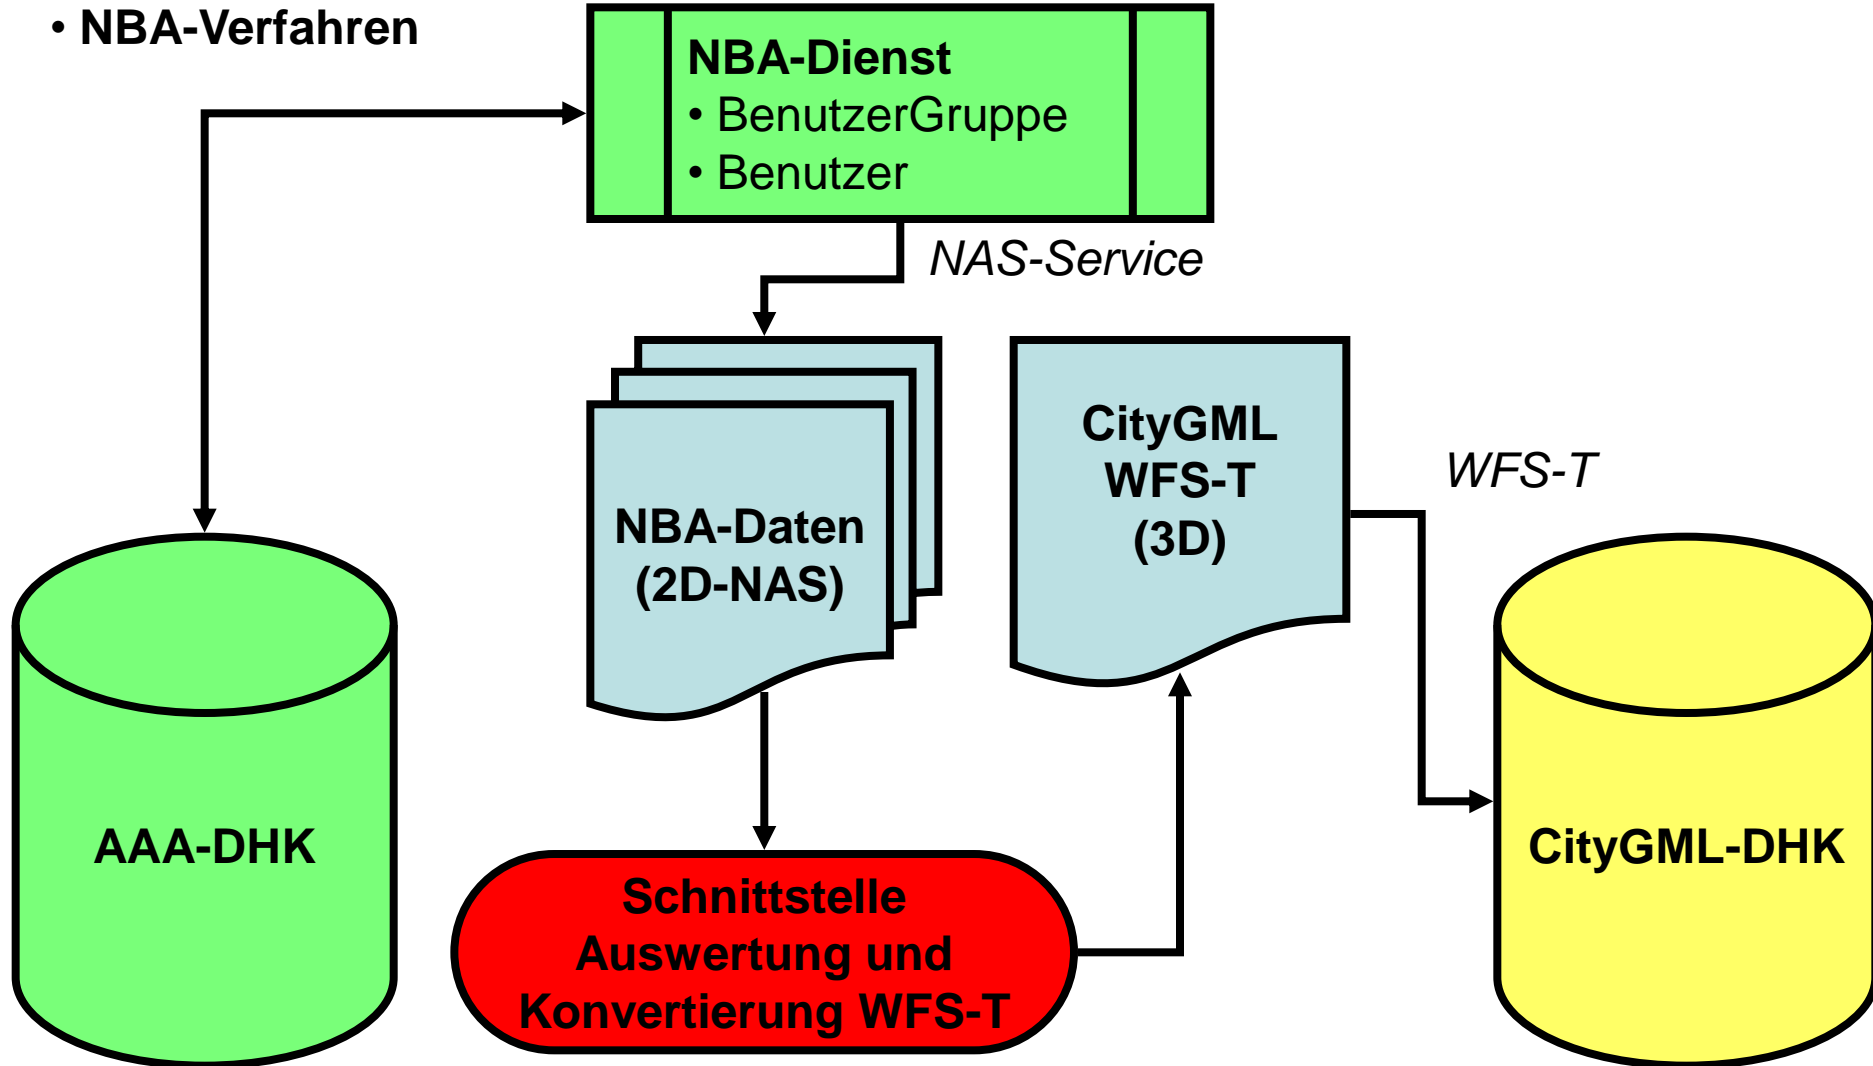 • NBA-Verfahren
NBA-Dienst
• BenutzerGruppe
• Benutzer
NAS-Service
NBA-Daten
(2D-NAS)
CityGML
WFS-T
(3D)
WFS-T
AAA-DHK
Schnittstelle
Auswertung und
Konvertierung WFS-T
CityGML-DHK